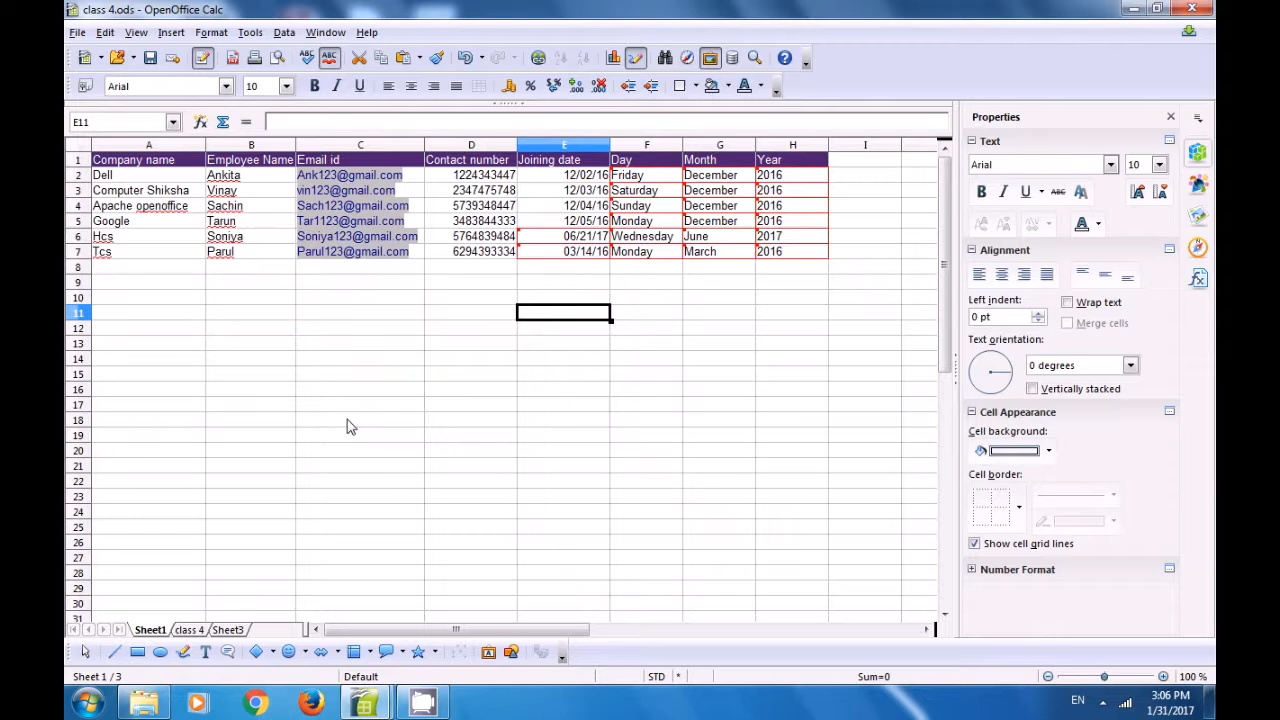 class 4.ods - OpenOffice Calc
File Edit View Insert Format Tools Data Window Help
Arial 10
E11
A B C D E F G H I
1 Company name Employee Name Email id Contact number Joining date Day Month Year
2 Dell Ankita Ank123@gmail.com 1224343447 12/02/16 Friday December 2016
3 Computer Shiksha Vinay vin123@gmail.com 2347475748 12/03/16 Saturday December 2016
4 Apache openoffice Sachin Sach123@gmail.com 5739348447 12/04/16 Sunday December 2016
5 Google Tarun Tar1123@gmail.com 3483844333 12/05/16 Monday December 2016
6 Hcs Soniya Soniya123@gmail.com 5764839484 06/21/17 Wednesday June 2017
7 Tcs Parul Parul123@gmail.com 6294393334 03/14/16 Monday March 2016
8
9
10
11
12
13
14
15
16
17
18
19
20
21
22
23
24
25
26
27
28
29
30
31
Properties
Text
Arial 10
Alignment
Left indent:
0 pt
Wrap text
Merge cells
Text orientation:
0 degrees
Vertically stacked
Cell Appearance
Cell background:
Cell border:
Show cell grid lines
Number Format
Sheet1 class 4 Sheet3
Sheet 1 / 3 Default STD * Sum=0 100 %
EN 3:06 PM
1/31/2017